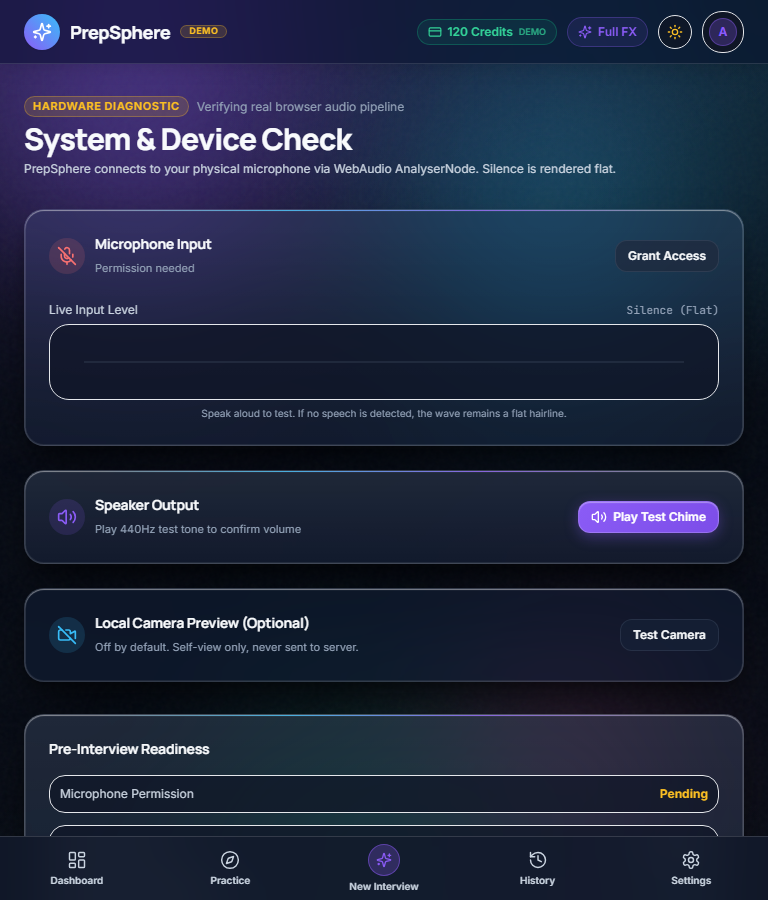 PrepSphere DEMO
120 Credits DEMO
Full FX
A
HARDWARE DIAGNOSTIC Verifying real browser audio pipeline
System & Device Check
PrepSphere connects to your physical microphone via WebAudio AnalyserNode. Silence is rendered flat.
Microphone Input
Permission needed
Grant Access
Live Input Level
Silence (Flat)
Speak aloud to test. If no speech is detected, the wave remains a flat hairline.
Speaker Output
Play 440Hz test tone to confirm volume
Play Test Chime
Local Camera Preview (Optional)
Off by default. Self-view only, never sent to server.
Test Camera
Pre-Interview Readiness
Microphone Permission
Pending
Dashboard
Practice
New Interview
History
Settings